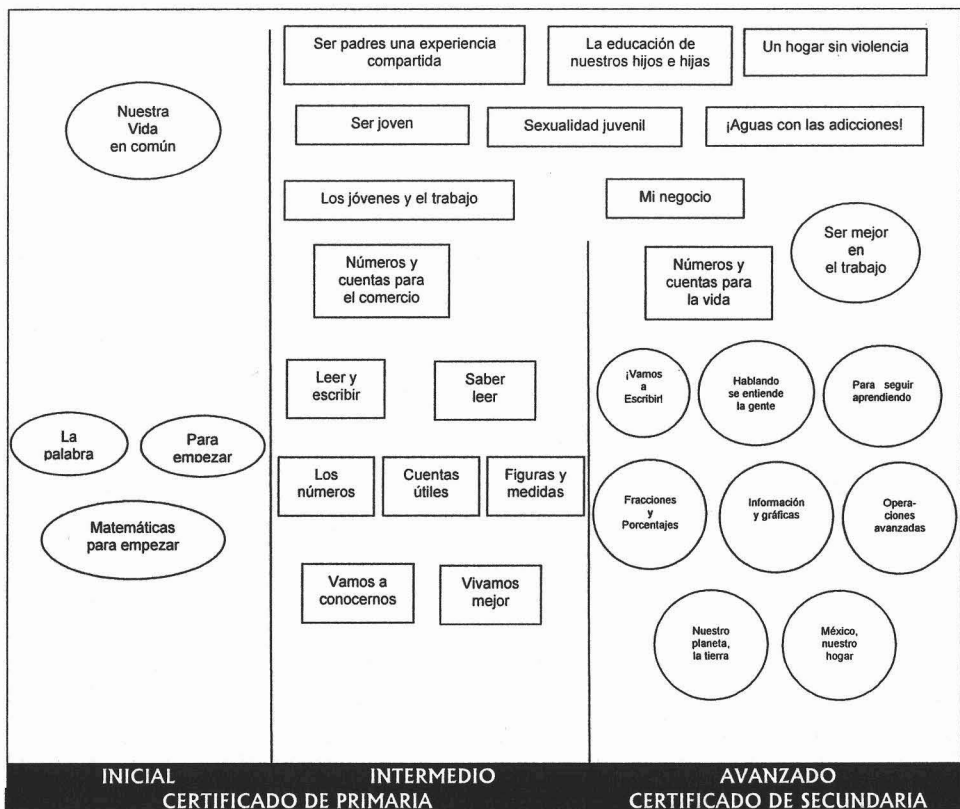 Ser padres una experiencia
compartida
La educación de
nuestros hijos e hijas
Un hogar sin violencia
Nuestra
Vida
en común
Ser joven
Sexualidad juvenil
¡Aguas con las adicciones!
Los jóvenes y el trabajo
Mi negocio
Ser mejor
en
el trabajo
Números y
cuentas para
el comercio
Números y
cuentas para
la vida
Leer y
escribir
Saber
leer
¡Vamos
a
Escribir!
Hablando
se entiende
la gente
Para seguir
aprendiendo
La
palabra
Para
empezar
Los
números
Cuentas
útiles
Figuras y
medidas
Fracciones
y
Porcentajes
Información
y gráficas
Opera-
ciones
avanzadas
Matemáticas
para empezar
Vamos a
conocernos
Vivamos
mejor
Nuestro
planeta,
la tierra
México,
nuestro
hogar
INICIAL
INTERMEDIO
AVANZADO
CERTIFICADO DE PRIMARIA
CERTIFICADO DE SECUNDARIA